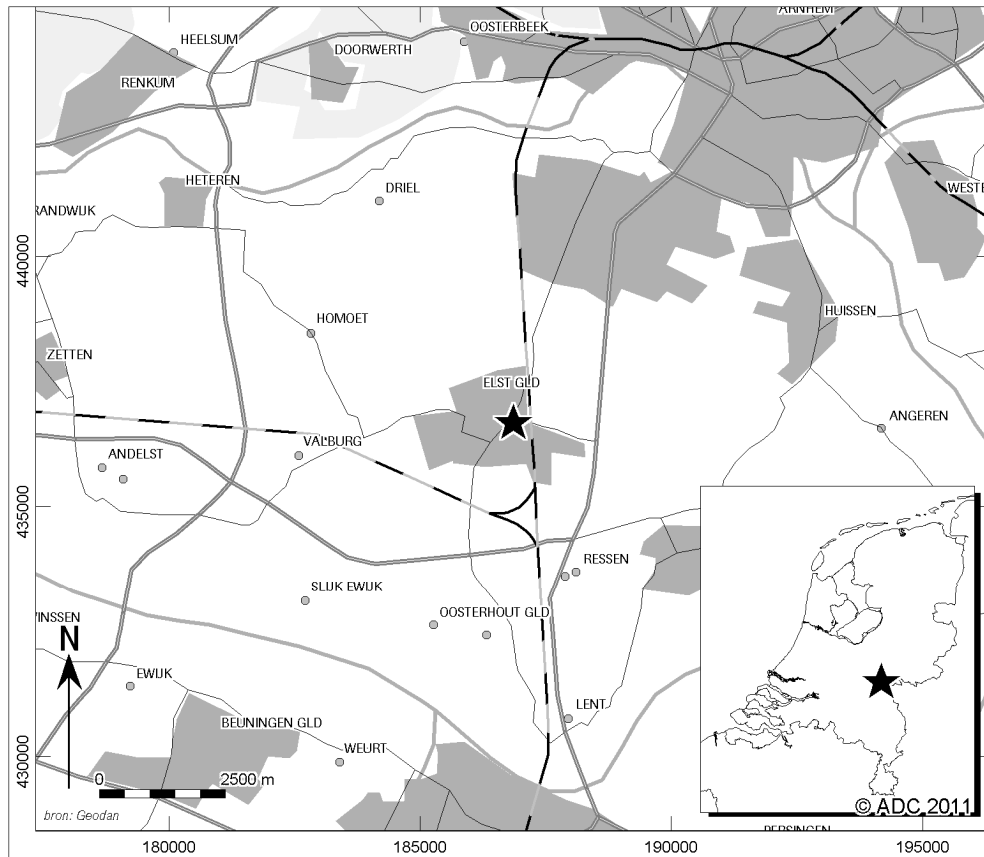 ARNHEM
OOSTERBEEK
HEELSUM
DOORWERTH
RENKUM
HETEREN
DRIEL
WESTE
RANDWIJK
440000
HUISSEN
HOMOET
ZETTEN
ELST GLD
ANGEREN
VALBURG
ANDELST
435000
RESSEN
SLIJK EWIJK
OOSTERHOUT GLD
WINSSEN
N
EWIJK
LENT
BEUNINGEN GLD
WEURT
430000
0 2500 m
bron: Geodan
© ADC 2011
PERSINGEN
180000 185000 190000 195000